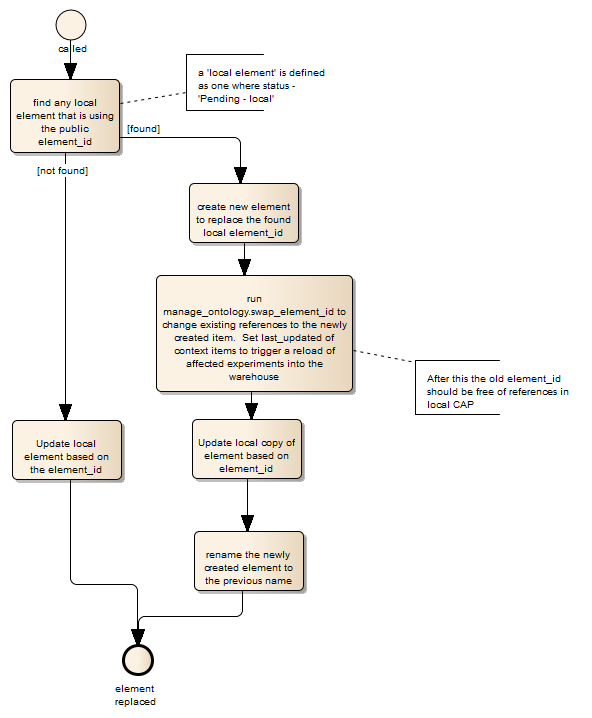 called
find any local
element that is using
the public
element_id
a 'local element' is defined
as one where status -
'Pending - local'
[found]
[not found]
create new element
to replace the found
local element_id
run
manage_ontology.swap_element_id to
change existing references to the newly
created item. Set last_updated of
context items to trigger a reload of
affected experiments into the
warehouse
After this the old element_id
should be free of references in
local CAP
Update local
element based on
the element_id
Update local copy of
element based on
element_id
rename the newly
created element to
the previous name
element
replaced